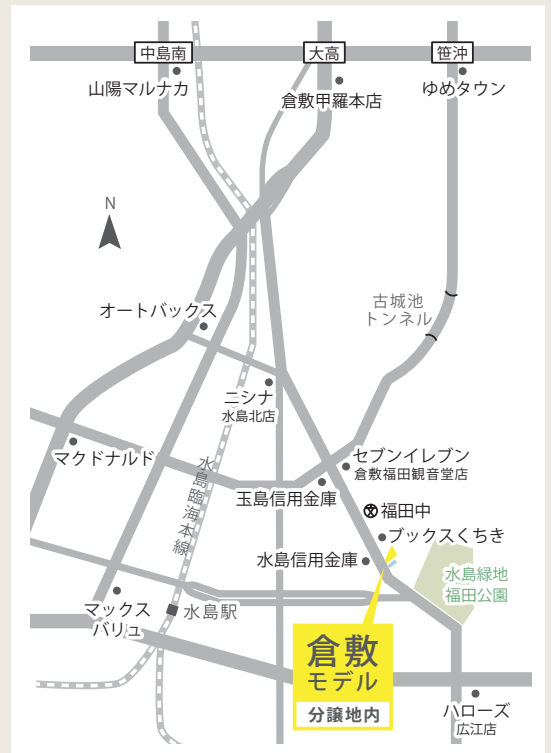 中島南
大高
笹沖
山陽マルナカ
倉敷甲羅本店
ゆめタウン
N
オートバックス
古城池
トンネル
ニシナ
水島北店
マクドナルド
水島臨海本線
セブンイレブン
倉敷福田観音堂店
玉島信用金庫
文
福田中
ブックスくちき
水島信用金庫
水島緑地
福田公園
マックス
バリュ
水島駅
倉敷
モデル
分譲地内
ハローズ
広江店